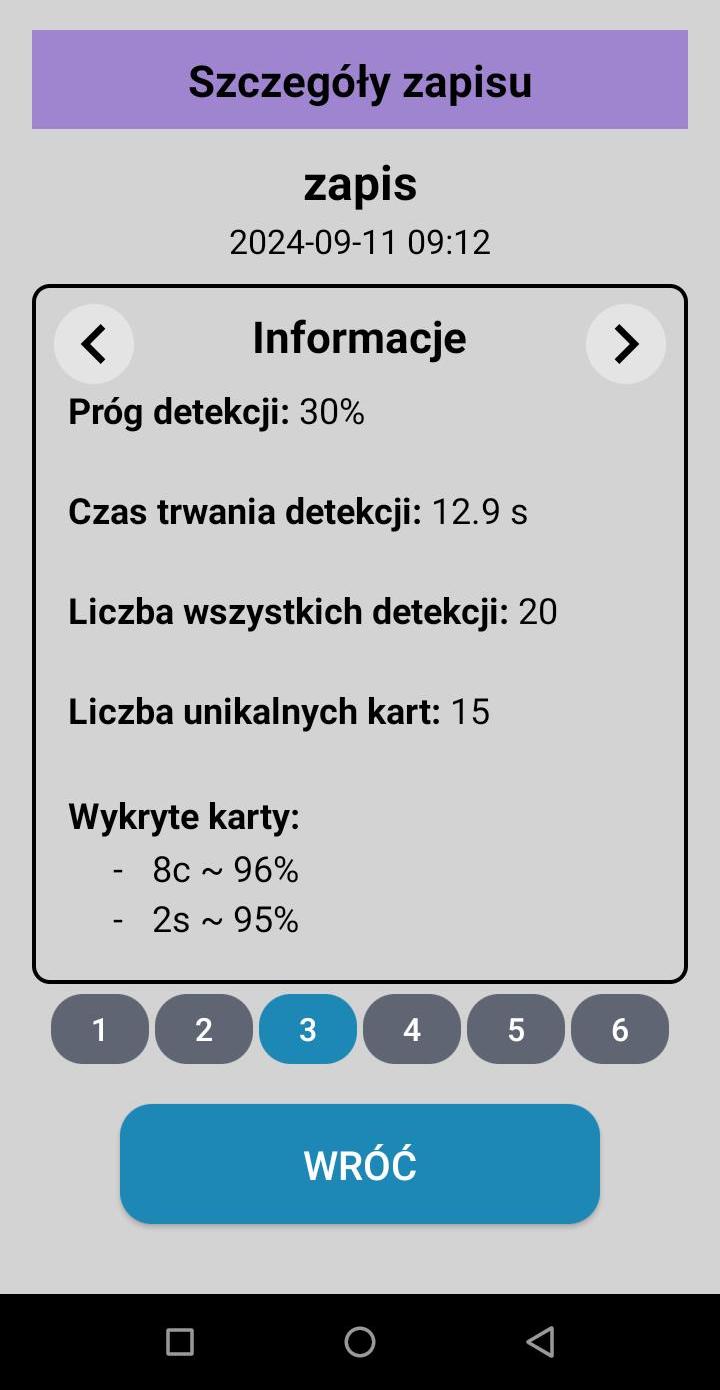 Szczegóły zapisu
zapis
2024-09-11 09:12
Informacje
Próg detekcji: 30%
Czas trwania detekcji: 12.9 s
Liczba wszystkich detekcji: 20
Liczba unikalnych kart: 15
Wykryte karty:
- 8c ~ 96%
- 2s ~ 95%
1 2 3 4 5 6
WRÓĆ